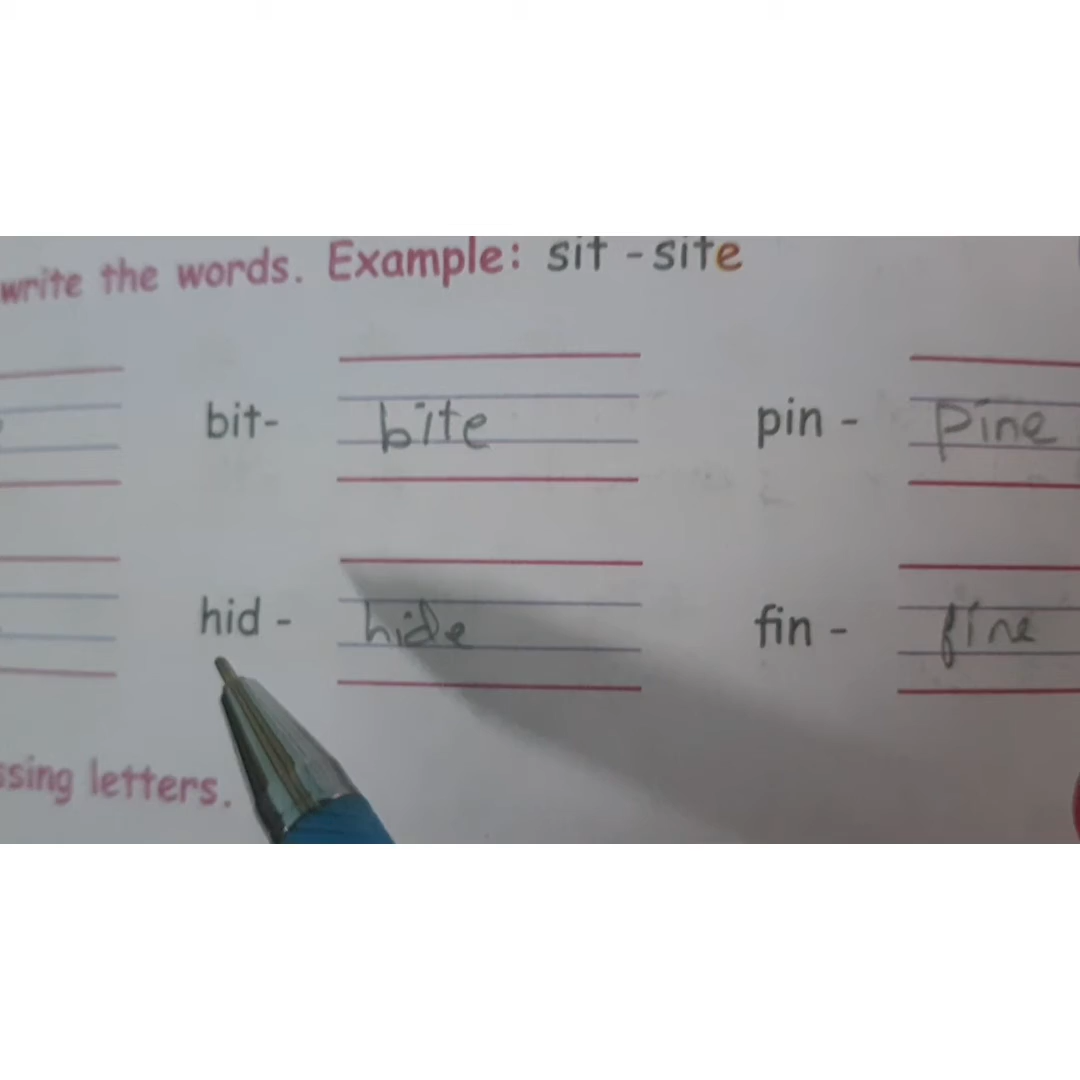 write the words. Example: sit - site
bit- bite pin - pine
hid - hide fin - fine
ssing letters.